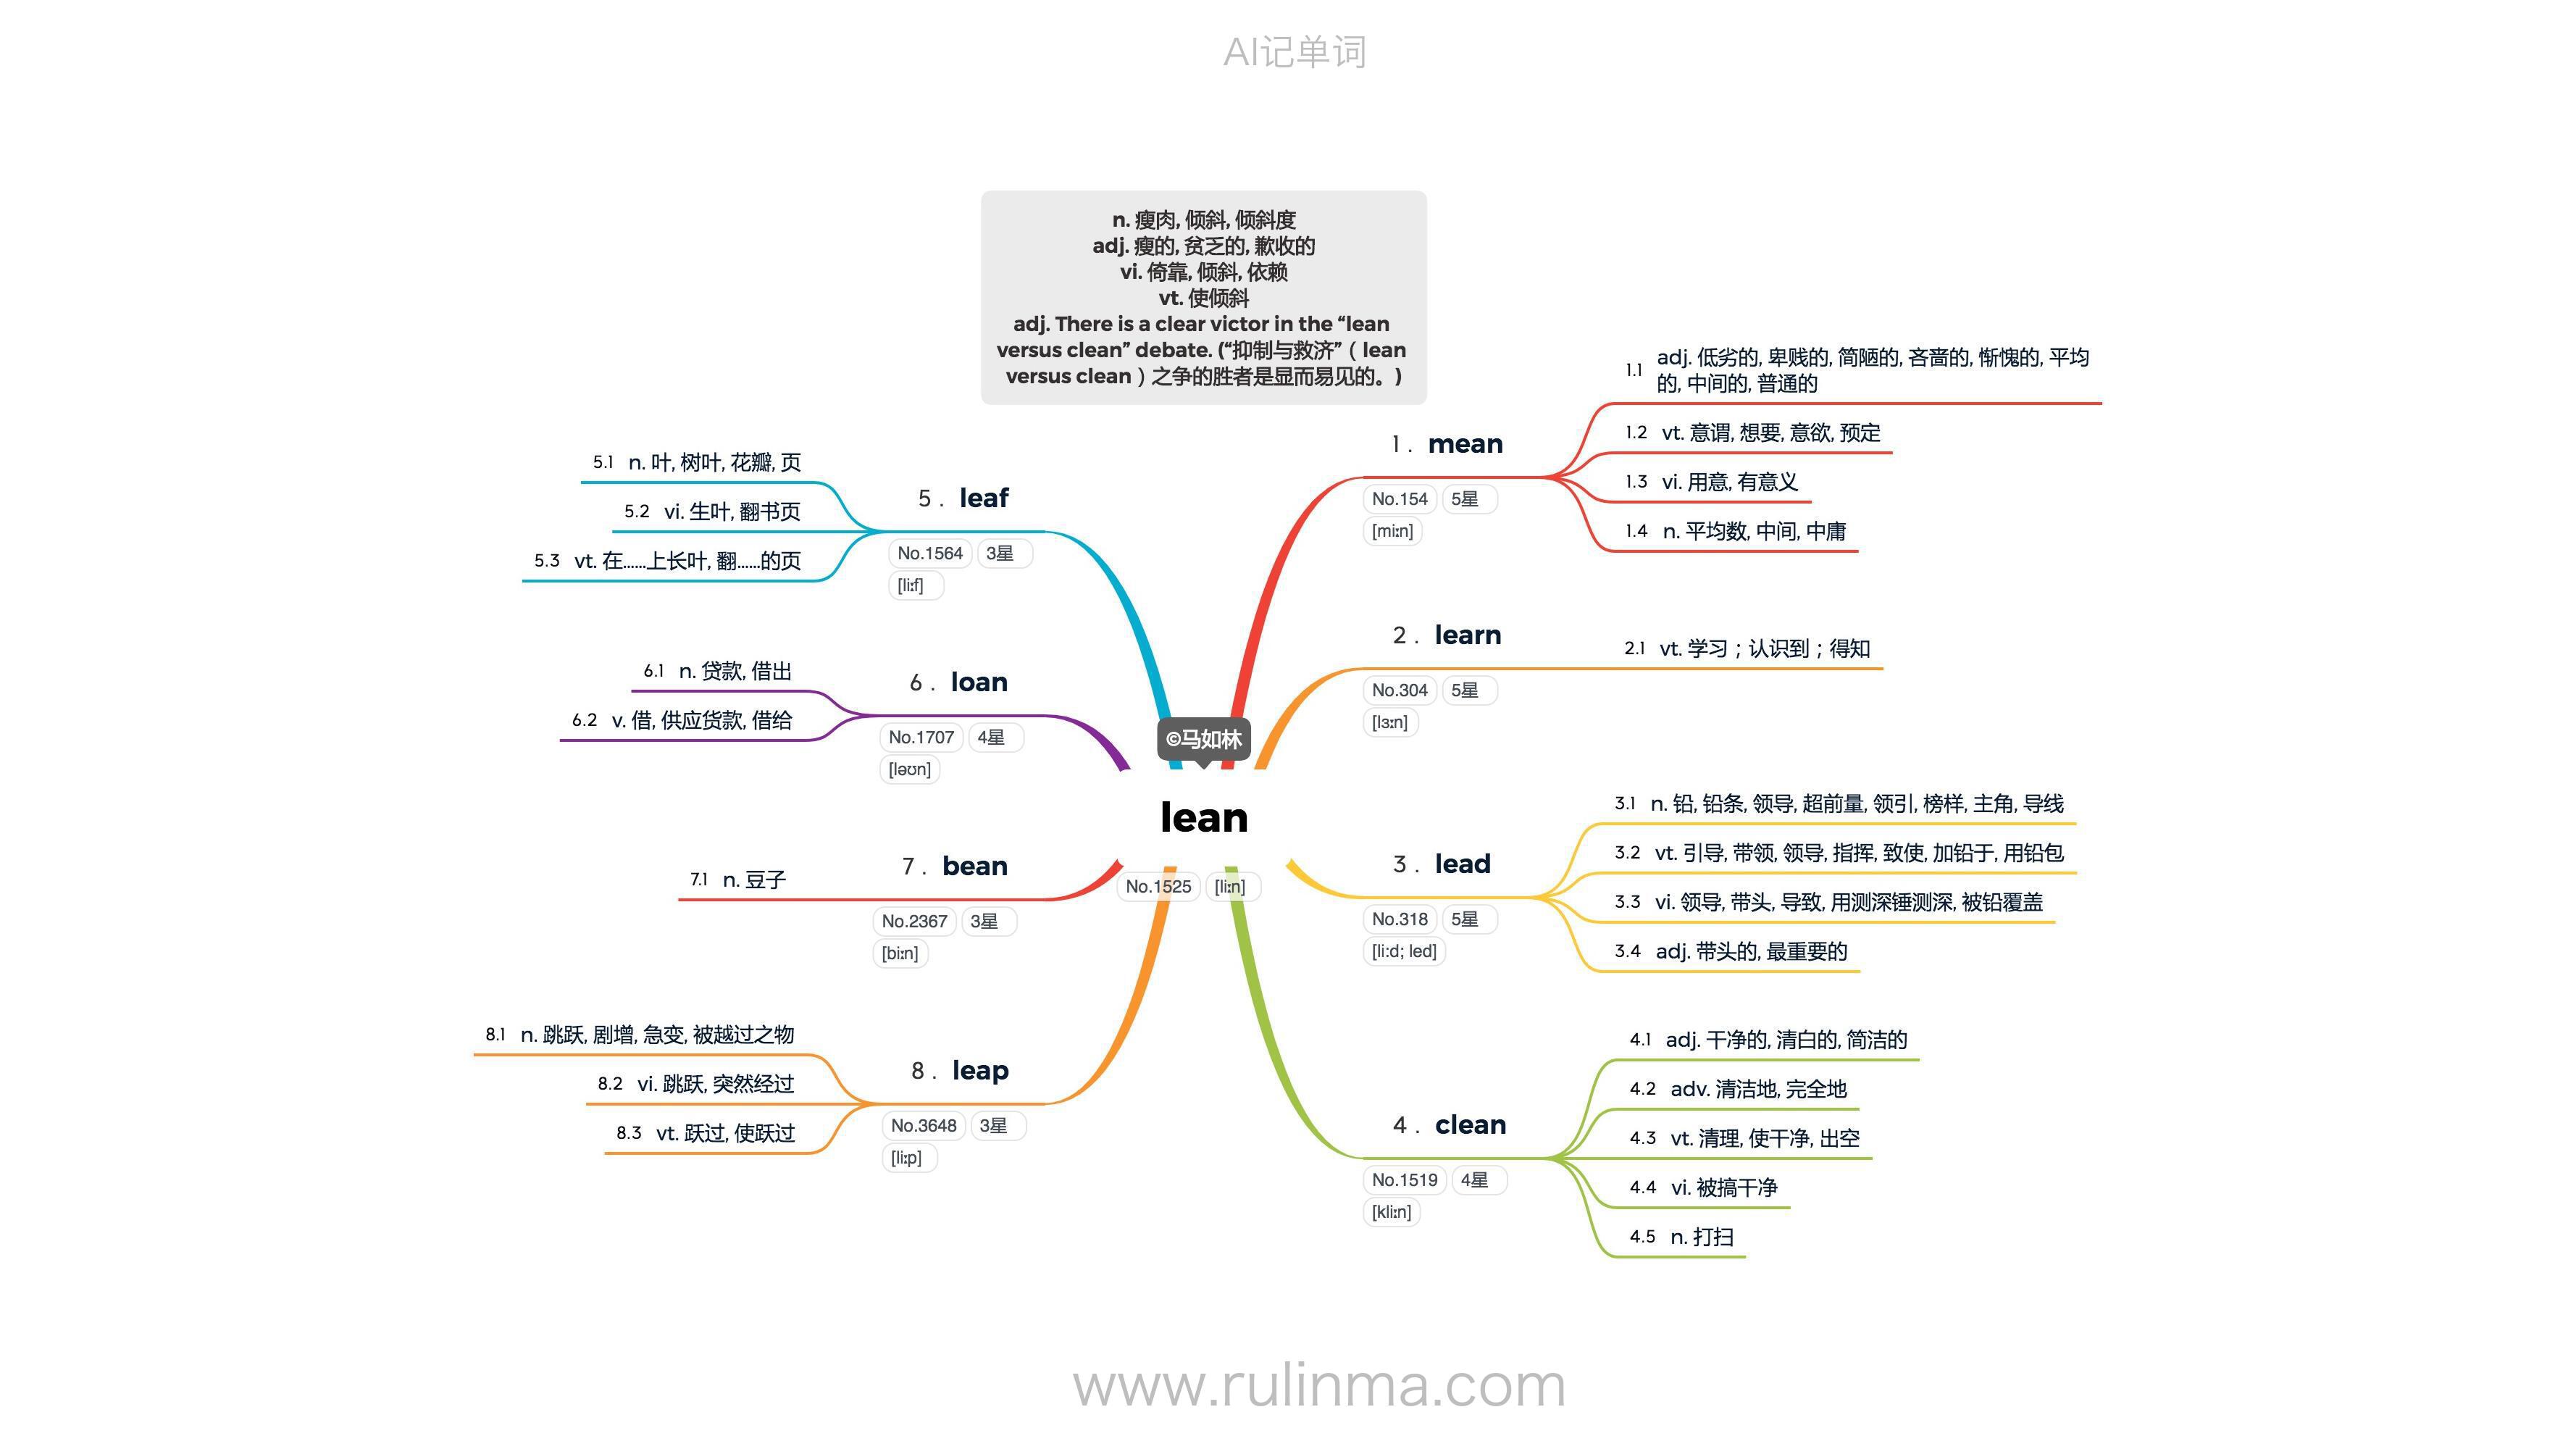 AI记单词
n. 瘦肉, 倾斜, 倾斜度
adj. 瘦的, 贫乏的, 歉收的
vi. 倚靠, 倾斜, 依赖
vt. 使倾斜
adj. There is a clear victor in the “lean
versus clean” debate. (“抑制与救济”（lean
versus clean）之争的胜者是显而易见的。)
©马如林
lean
No.1525 [liːn]
1. mean
No.154 5星
[miːn]
1.1 adj. 低劣的, 卑贱的, 简陋的, 吝啬的, 惭愧的, 平均
的, 中间的, 普通的
1.2 vt. 意谓, 想要, 意欲, 预定
1.3 vi. 用意, 有意义
1.4 n. 平均数, 中间, 中庸
2. learn
No.304 5星
[lɜːn]
2.1 vt. 学习；认识到；得知
3. lead
No.318 5星
[li:d; led]
3.1 n. 铅, 铅条, 领导, 超前量, 领引, 榜样, 主角, 导线
3.2 vt. 引导, 带领, 领导, 指挥, 致使, 加铅于, 用铅包
3.3 vi. 领导, 带头, 导致, 用测深锤测深, 被铅覆盖
3.4 adj. 带头的, 最重要的
4. clean
No.1519 4星
[kliːn]
4.1 adj. 干净的, 清白的, 简洁的
4.2 adv. 清洁地, 完全地
4.3 vt. 清理, 使干净, 出空
4.4 vi. 被搞干净
4.5 n. 打扫
5. leaf
No.1564 3星
[liːf]
5.1 n. 叶, 树叶, 花瓣, 页
5.2 vi. 生叶, 翻书页
5.3 vt. 在......上长叶, 翻......的页
6. loan
No.1707 4星
[ləʊn]
6.1 n. 贷款, 借出
6.2 v. 借, 供应货款, 借给
7. bean
No.2367 3星
[biːn]
7.1 n. 豆子
8. leap
No.3648 3星
[liːp]
8.1 n. 跳跃, 剧增, 急变, 被越过之物
8.2 vi. 跳跃, 突然经过
8.3 vt. 跃过, 使跃过
www.rulinma.com